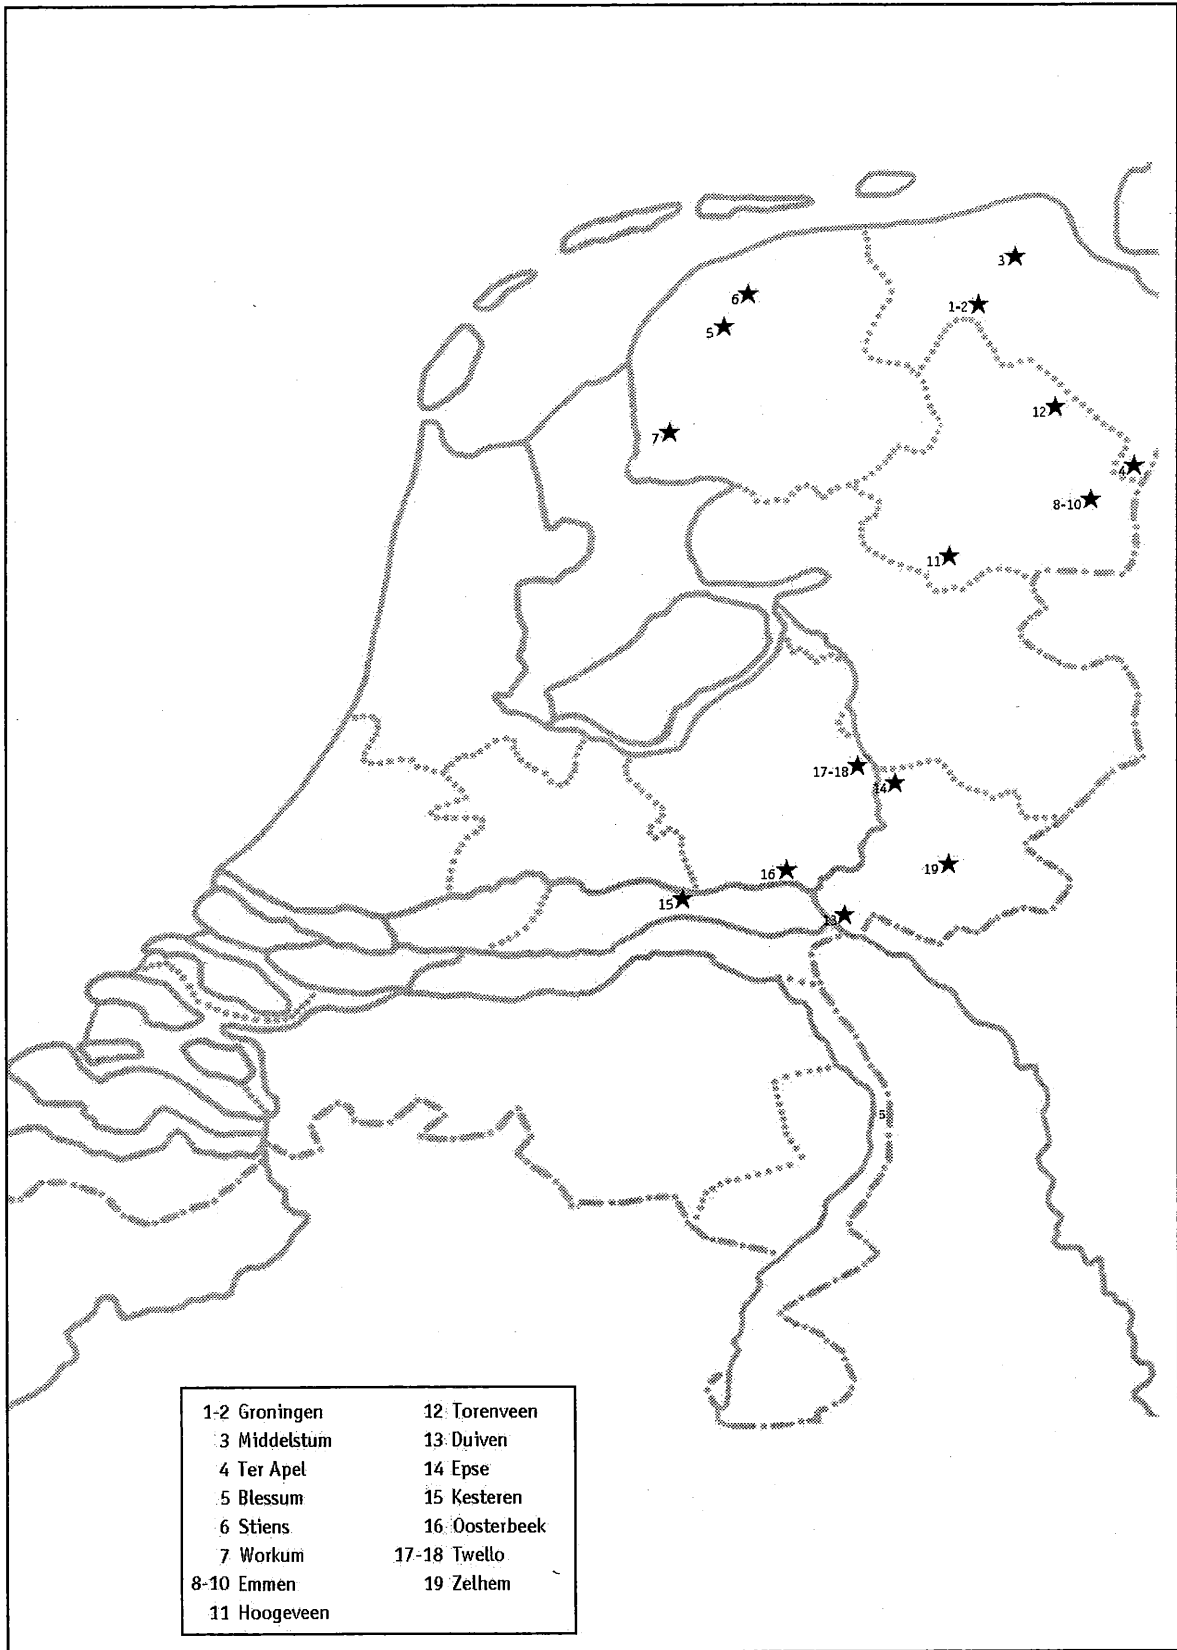 3
1-2
6
5
12
7
4
8-10
11
17-18
14
19
16
15
13
5
1-2 Groningen
3 Middelstum
4 Ter Apel
5 Blessum
6 Stiens
7 Workum
8-10 Emmen
11 Hoogeveen
12 Torenveen
13 Duiven
14 Epse
15 Kesteren
16 Oosterbeek
17-18 Twello
19 Zelhem